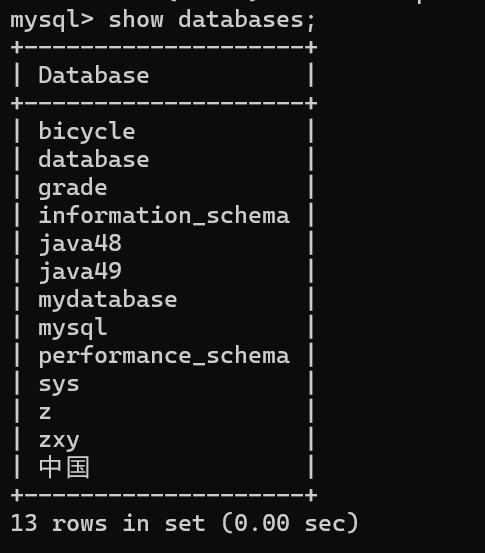 mysql> show databases;
+--------------------+
| Database           |
+--------------------+
| bicycle            |
| database           |
| grade              |
| information_schema |
| java48             |
| java49             |
| mydatabase         |
| mysql              |
| performance_schema |
| sys                |
| z                  |
| zxy                |
| 中国               |
+--------------------+
13 rows in set (0.00 sec)